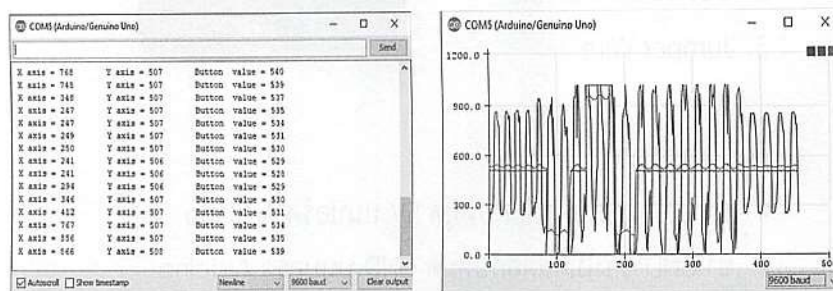 COM5 (Arduino/Genuino Uno)
Send
X axis = 768 Y axis = 507 Button value = 540
X axis = 745 Y axis = 507 Button value = 539
X axis = 348 Y axis = 507 Button value = 537
X axis = 247 Y axis = 507 Button value = 535
X axis = 247 Y axis = 507 Button value = 534
X axis = 249 Y axis = 507 Button value = 531
X axis = 250 Y axis = 507 Button value = 530
X axis = 241 Y axis = 506 Button value = 529
X axis = 241 Y axis = 506 Button value = 528
X axis = 294 Y axis = 506 Button value = 529
X axis = 346 Y axis = 507 Button value = 530
X axis = 412 Y axis = 507 Button value = 531
X axis = 767 Y axis = 507 Button value = 534
X axis = 856 Y axis = 507 Button value = 535
X axis = 866 Y axis = 508 Button value = 539
Autoscroll Show timestamp Newline 9600 baud Clear output
COM5 (Arduino/Genuino Uno)
1200.0
900.0
600.0
300.0
0.0
0 100 200 300 400 500
9600 baud